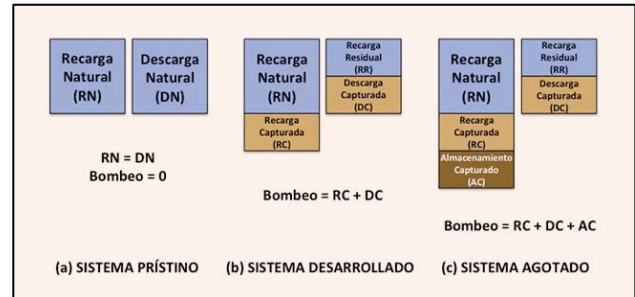 Recarga
Natural
(RN)
Descarga
Natural
(DN)
RN = DN
Bombeo = 0
(a) SISTEMA PRÍSTINO
Recarga
Natural
(RN)
Recarga
Capturada
(RC)
Recarga
Residual
(RR)
Descarga
Capturada
(DC)
Bombeo = RC + DC
(b) SISTEMA DESARROLLADO
Recarga
Natural
(RN)
Recarga
Capturada
(RC)
Almacenamiento
Capturado
(AC)
Recarga
Residual
(RR)
Descarga
Capturada
(DC)
Bombeo = RC + DC + AC
(c) SISTEMA AGOTADO